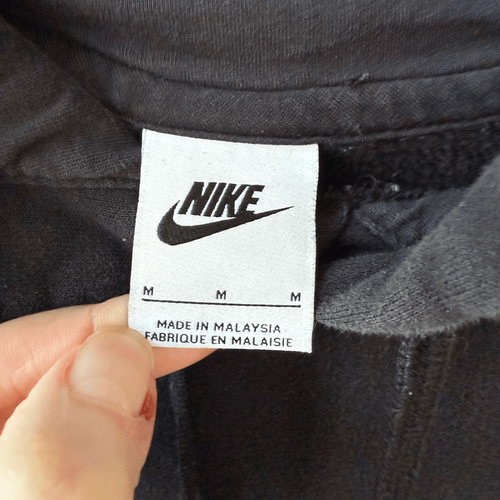 NIKE
M M M
MADE IN MALAYSIA
FABRIQUE EN MALAISIE